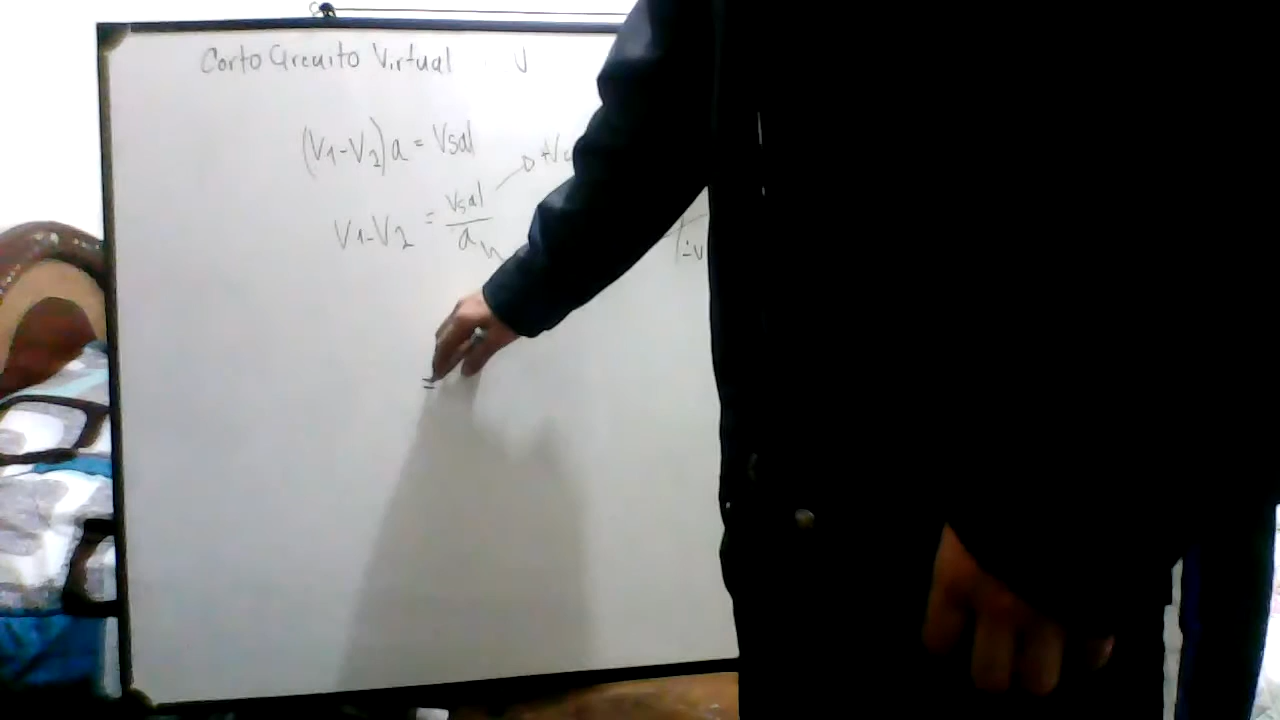 Corto Circuito Virtual V
(V1-V2)a = Vsal
V1-V2 = Vsal/a
=
-v